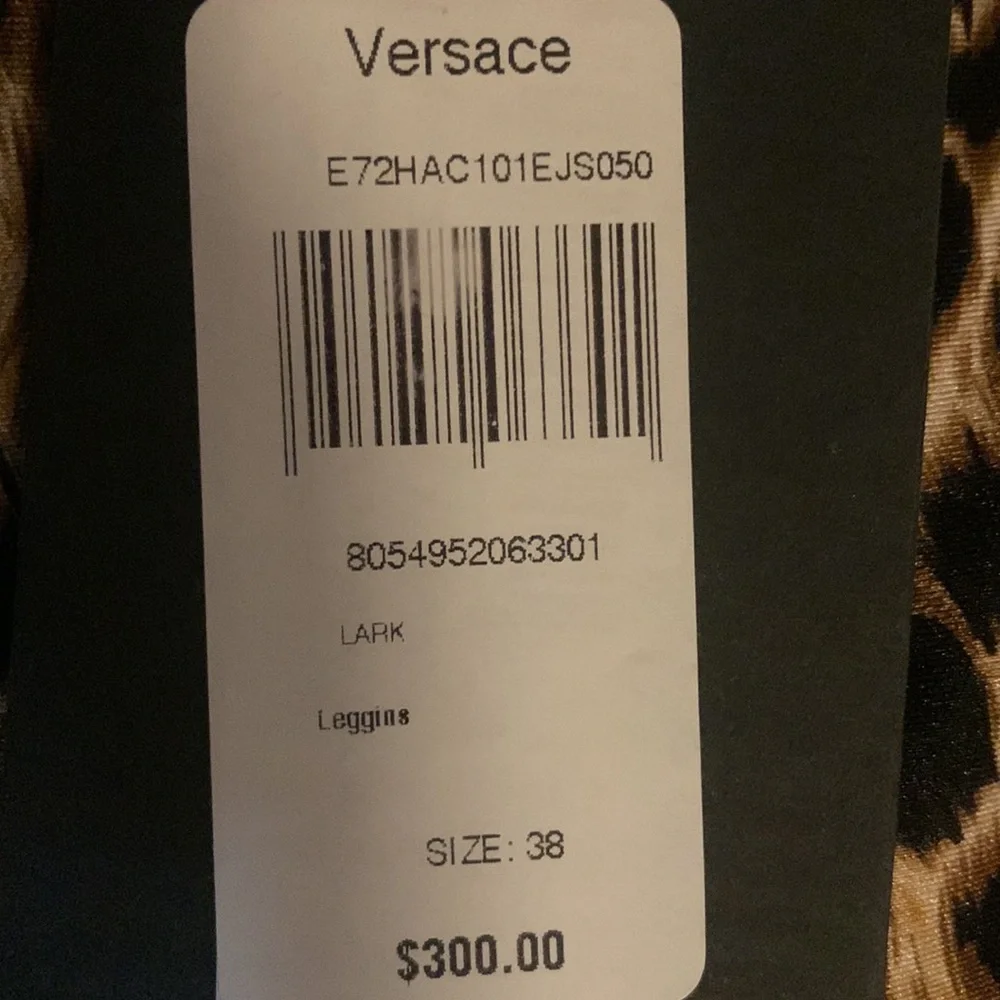 Versace
E72HAC101EJS050
8054952063301
LARK
Leggins
SIZE: 38
$300.00